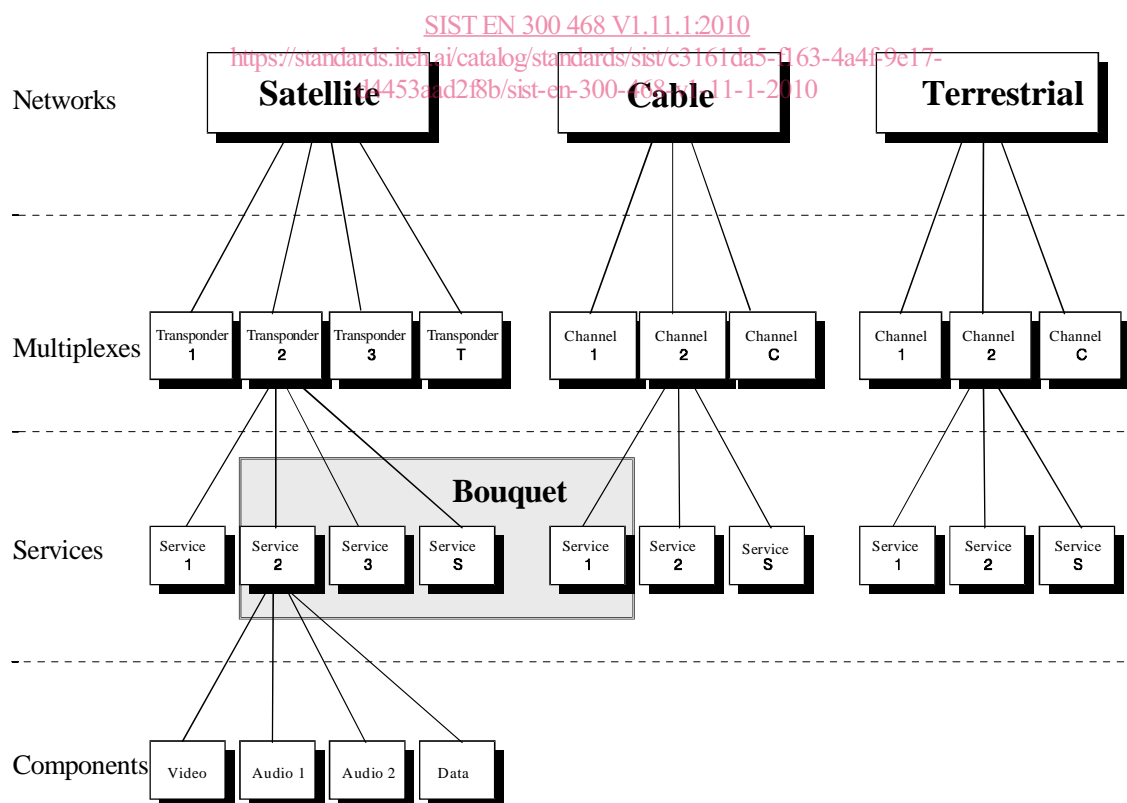 SIST EN 300 468 V1.11.1:2010
https://standards.iteh.ai/catalog/standards/sist/c3161da5-f163-4a4f-9e17-
d4453aad2f8b/sist-en-300-468-v1-11-1-2010
Networks
Satellite
Cable
Terrestrial
Multiplexes
Transponder
1
Transponder
2
Transponder
3
Transponder
T
Channel
1
Channel
2
Channel
C
Channel
1
Channel
2
Channel
C
Bouquet
Services
Service
1
Service
2
Service
3
Service
S
Service
1
Service
2
Service
S
Service
1
Service
2
Service
S
Components
Video
Audio 1
Audio 2
Data